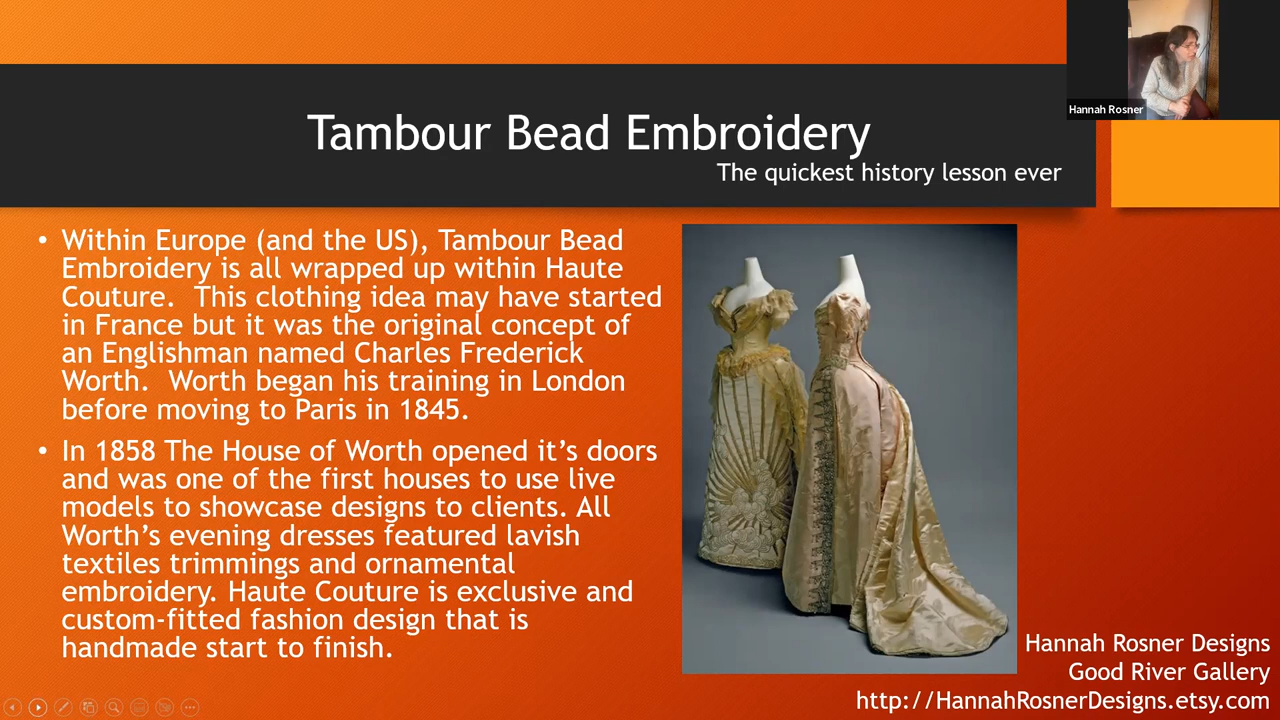 Hannah Rosner
Tambour Bead Embroidery
The quickest history lesson ever
• Within Europe (and the US), Tambour Bead
Embroidery is all wrapped up within Haute
Couture.  This clothing idea may have started
in France but it was the original concept of
an Englishman named Charles Frederick
Worth.  Worth began his training in London
before moving to Paris in 1845.
• In 1858 The House of Worth opened it’s doors
and was one of the first houses to use live
models to showcase designs to clients. All
Worth’s evening dresses featured lavish
textiles trimmings and ornamental
embroidery. Haute Couture is exclusive and
custom-fitted fashion design that is
handmade start to finish.
Hannah Rosner Designs
Good River Gallery
http://HannahRosnerDesigns.etsy.com